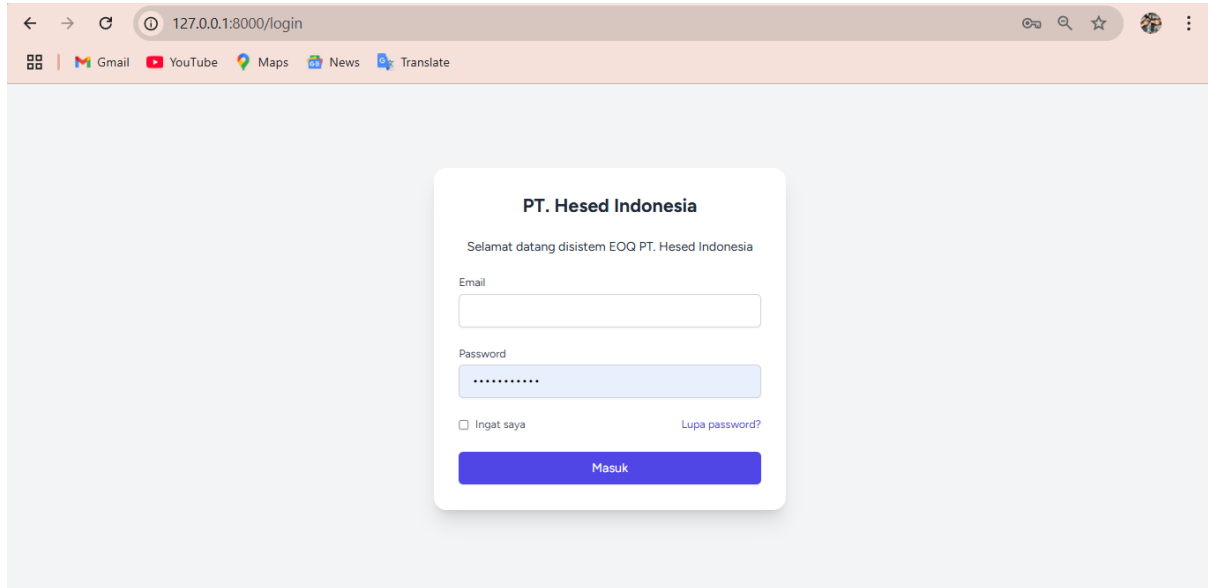 127.0.0.1:8000/login
Gmail YouTube Maps News Translate
PT. Hesed Indonesia
Selamat datang disistem EOQ PT. Hesed Indonesia
Email
Password
Ingat saya Lupa password?
Masuk